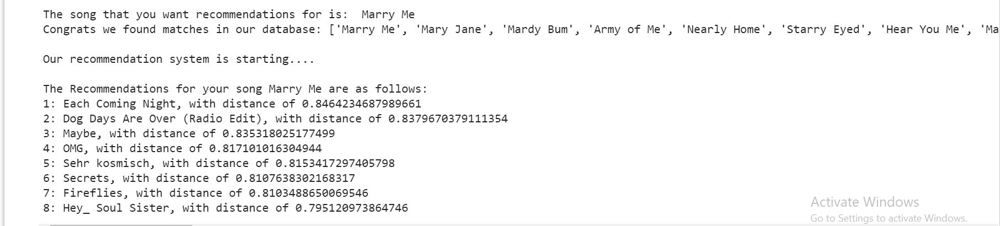 The song that you want recommendations for is:  Marry Me
Congrats we found matches in our database: ['Marry Me', 'Mary Jane', 'Mardy Bum', 'Army of Me', 'Nearly Home', 'Starry Eyed', 'Hear You Me', 'Ma
Our recommendation system is starting....
The Recommendations for your song Marry Me are as follows:
1: Each Coming Night, with distance of 0.8464234687989661
2: Dog Days Are Over (Radio Edit), with distance of 0.8379670379111354
3: Maybe, with distance of 0.835318025177499
4: OMG, with distance of 0.817101016304944
5: Sehr kosmisch, with distance of 0.8153417297405798
6: Secrets, with distance of 0.8107638302168317
7: Fireflies, with distance of 0.8103488650069546
8: Hey_ Soul Sister, with distance of 0.795120973864746
Activate Windows
Go to Settings to activate Windows.